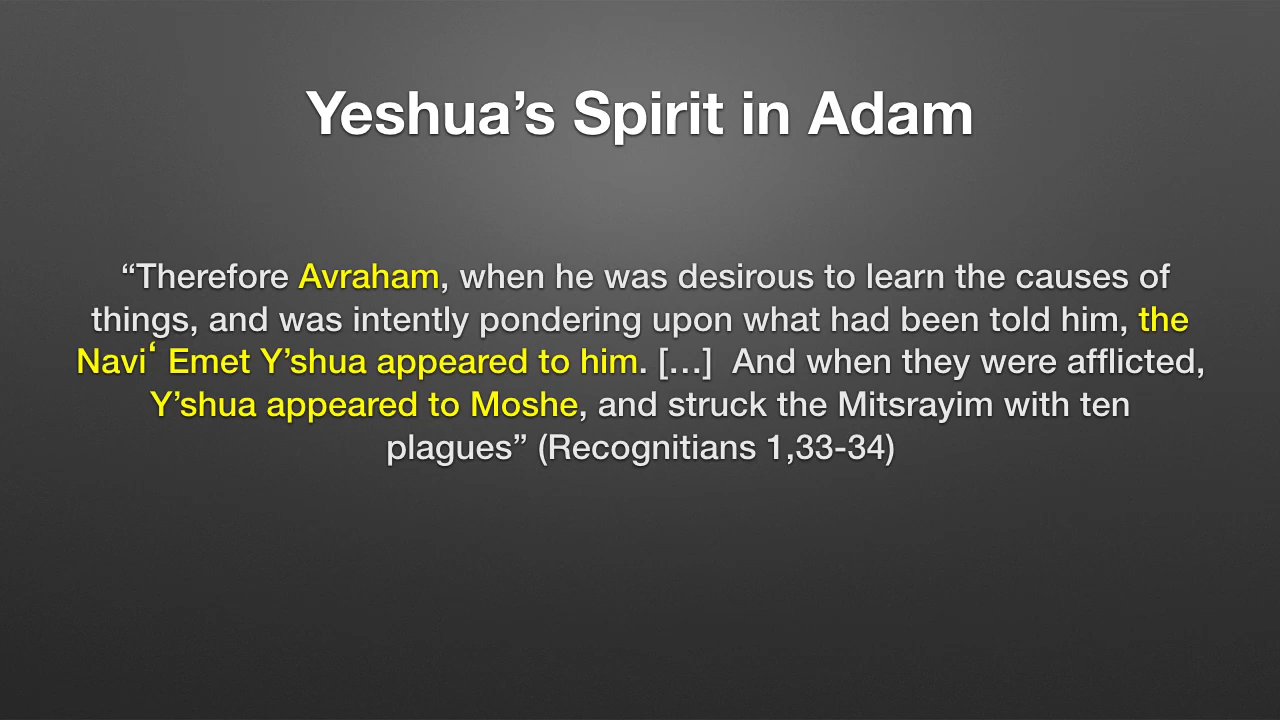 Yeshua’s Spirit in Adam
“Therefore Avraham, when he was desirous to learn the causes of
things, and was intently pondering upon what had been told him, the
Navi‘ Emet Y’shua appeared to him. […]  And when they were afflicted,
Y’shua appeared to Moshe, and struck the Mitsrayim with ten
plagues” (Recognitians 1,33-34)